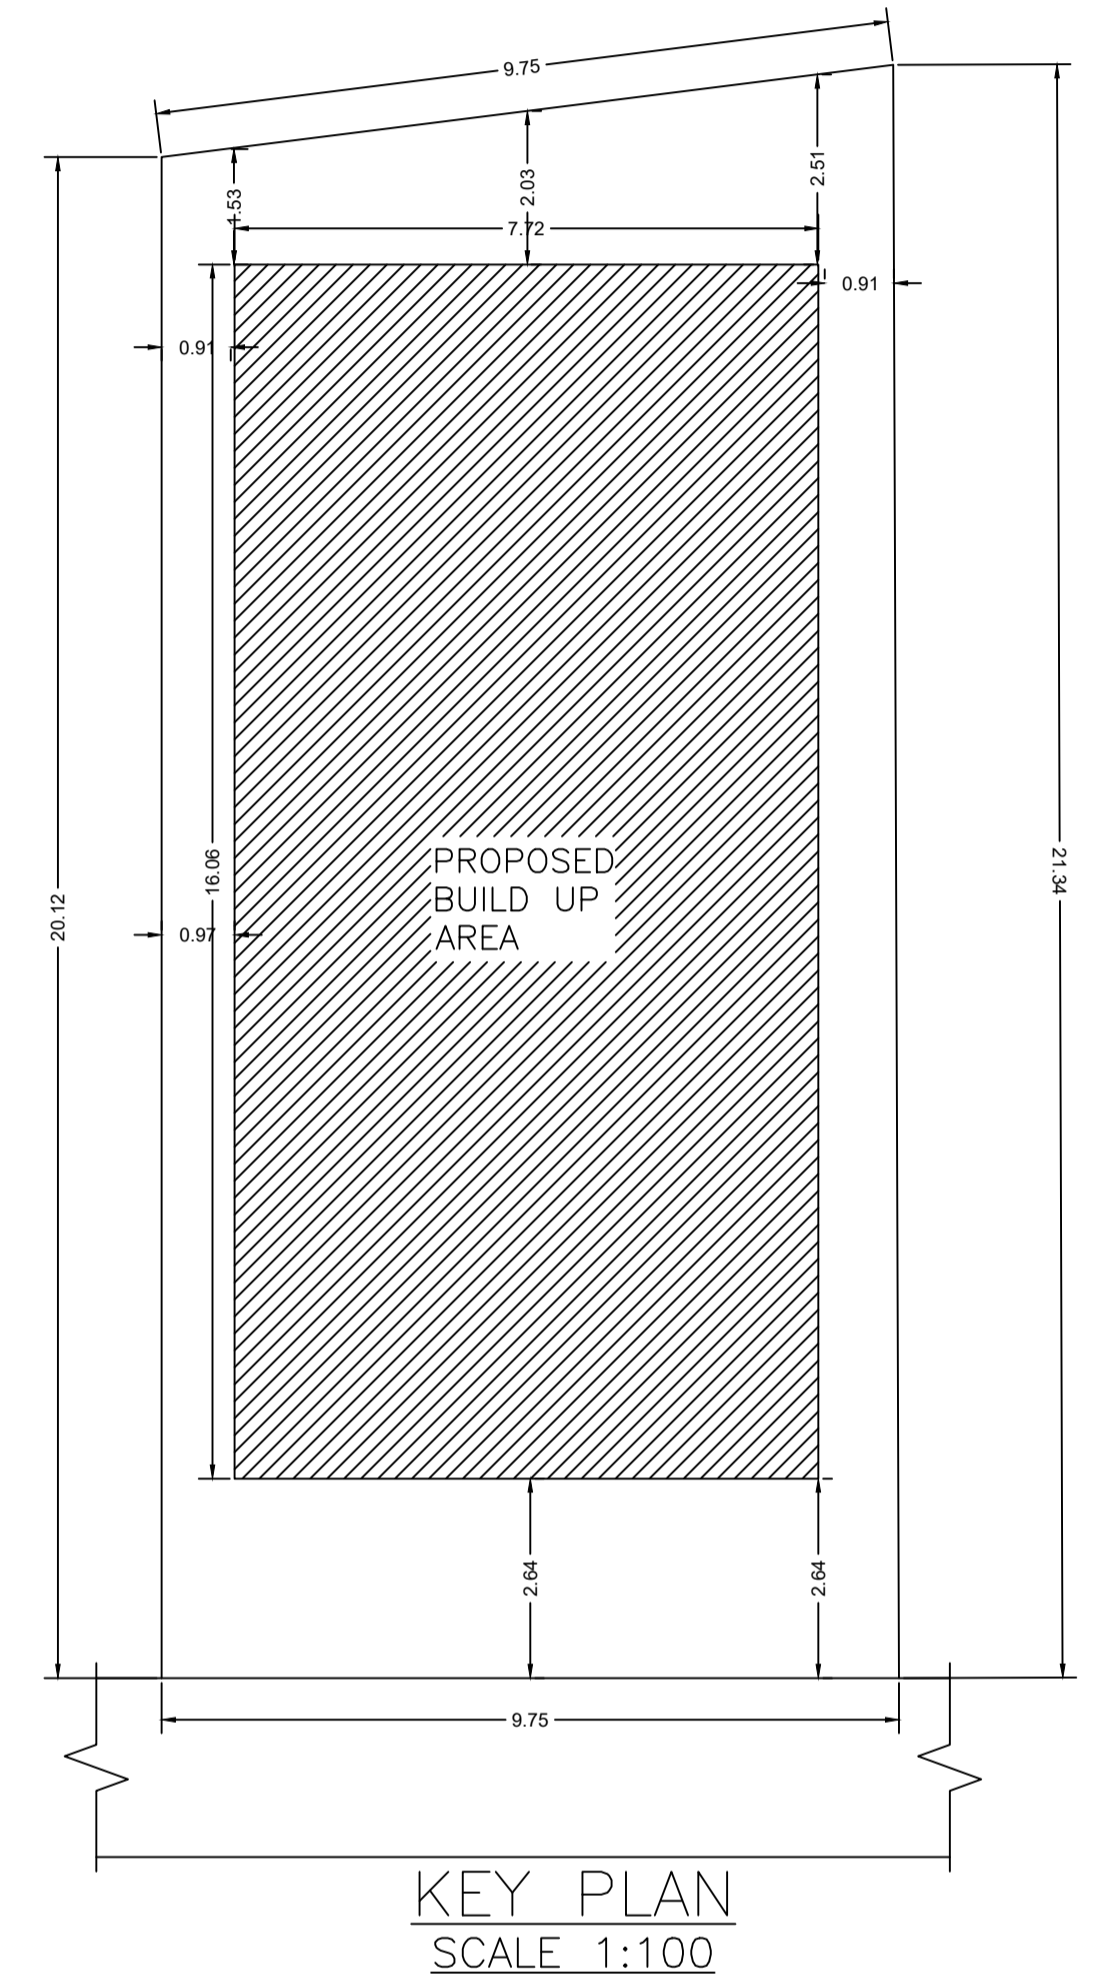 9.75
1.53
2.03
2.51
7.72
0.91
0.91
16.06
20.12
21.34
PROPOSED
BUILD UP
AREA
0.97
2.64
2.64
9.75
KEY PLAN
SCALE 1:100